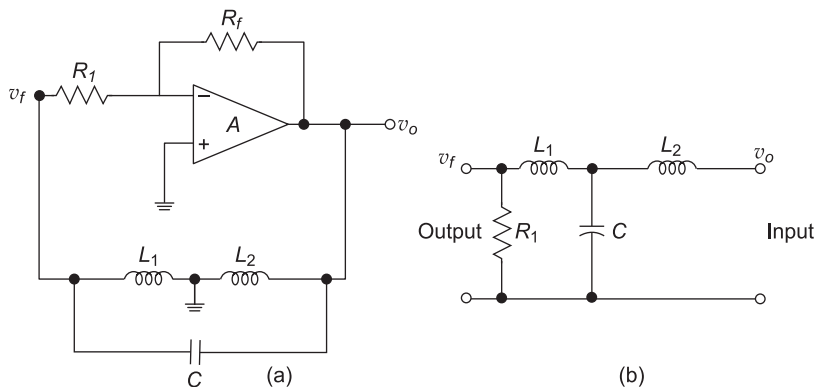 R_f
R_1
v_f
−
A
+
v_o
L_1
L_2
C
(a)
v_f
L_1
L_2
v_o
Output
R_1
C
Input
(b)